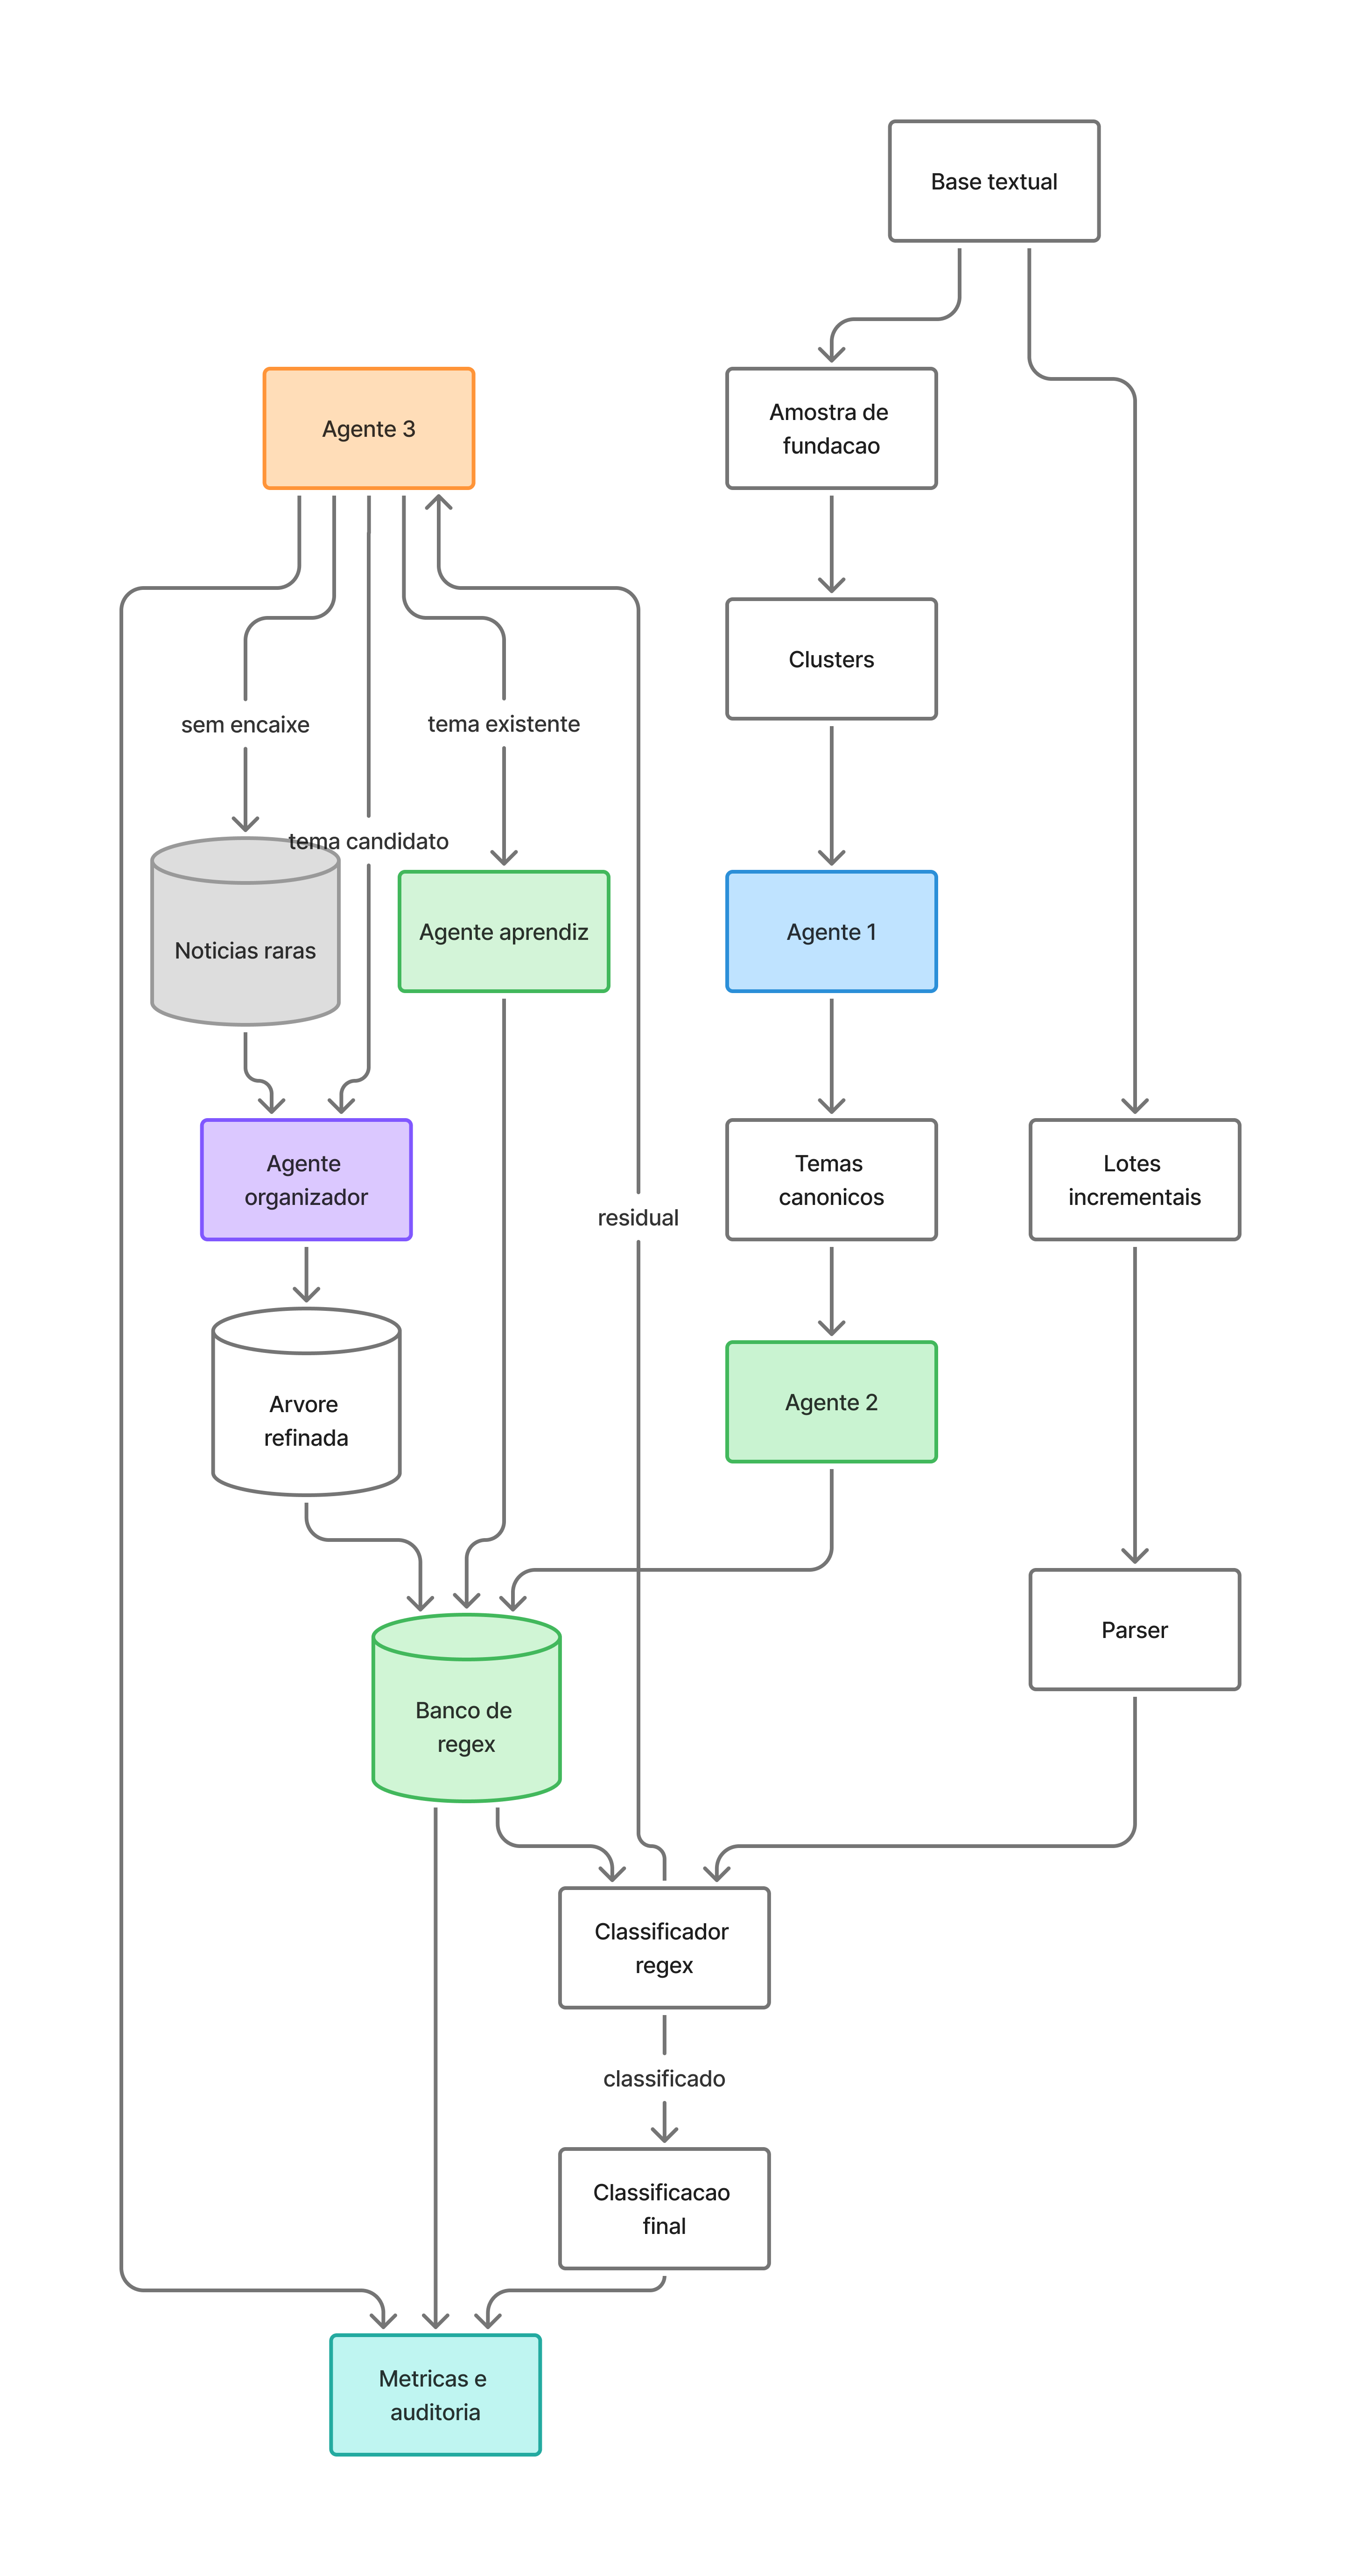 Base textual
Agente 3
Amostra de
fundacao
Clusters
sem encaixe
tema existente
tema candidato
Noticias raras
Agente aprendiz
Agente 1
Agente
organizador
Temas
canonicos
Lotes
incrementais
residual
Arvore
refinada
Agente 2
Parser
Banco de
regex
Classificador
regex
classificado
Classificacao
final
Metricas e
auditoria